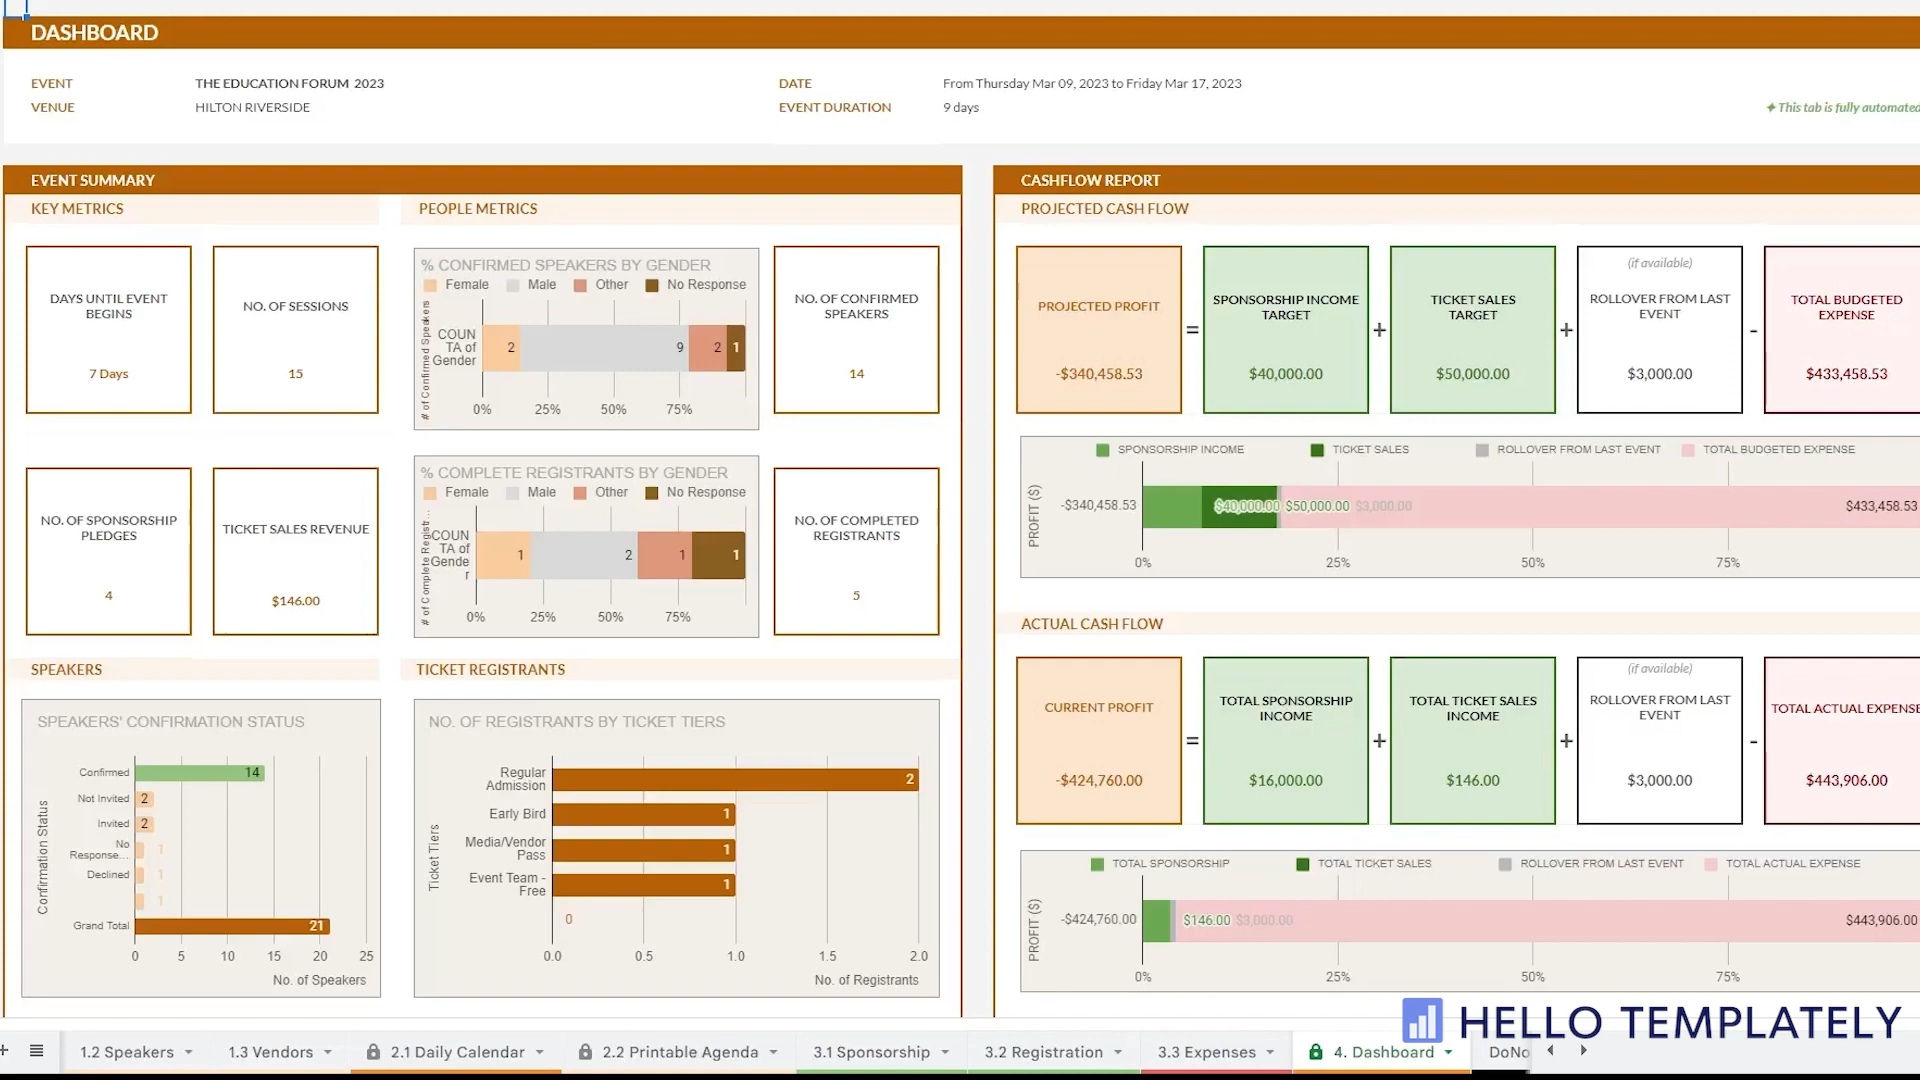 DASHBOARD
EVENT THE EDUCATION FORUM 2023 DATE From Thursday Mar 09, 2023 to Friday Mar 17, 2023
VENUE HILTON RIVERSIDE EVENT DURATION 9 days ✦ This tab is fully automated
EVENT SUMMARY
KEY METRICS
DAYS UNTIL EVENT
BEGINS
7 Days
NO. OF SESSIONS
15
NO. OF SPONSORSHIP
PLEDGES
4
TICKET SALES REVENUE
$146.00
PEOPLE METRICS
% CONFIRMED SPEAKERS BY GENDER
Female Male Other No Response
# of Confirmed Speakers
COUN
TA of
Gender
2 9 2 1
0% 25% 50% 75%
NO. OF CONFIRMED
SPEAKERS
14
% COMPLETE REGISTRANTS BY GENDER
Female Male Other No Response
# of Complete Registr...
COUN
TA of
Gende
r
1 2 1 1
0% 25% 50% 75%
NO. OF COMPLETED
REGISTRANTS
5
SPEAKERS
SPEAKERS' CONFIRMATION STATUS
Confirmation Status
Confirmed 14
Not Invited 2
Invited 2
No
Response... 1
Declined 1
1
Grand Total 21
0 5 10 15 20 25
No. of Speakers
TICKET REGISTRANTS
NO. OF REGISTRANTS BY TICKET TIERS
Ticket Tiers
Regular
Admission 2
Early Bird 1
Media/Vendor
Pass 1
Event Team -
Free 1
0
0.0 0.5 1.0 1.5 2.0
No. of Registrants
CASHFLOW REPORT
PROJECTED CASH FLOW
PROJECTED PROFIT
-$340,458.53
=
SPONSORSHIP INCOME
TARGET
$40,000.00
+
TICKET SALES
TARGET
$50,000.00
+
(if available)
ROLLOVER FROM LAST
EVENT
$3,000.00
-
TOTAL BUDGETED
EXPENSE
$433,458.53
SPONSORSHIP INCOME TICKET SALES ROLLOVER FROM LAST EVENT TOTAL BUDGETED EXPENSE
PROFIT ($)
-$340,458.53 $40,000.00 $50,000.00 $3,000.00 $433,458.53
0% 25% 50% 75%
ACTUAL CASH FLOW
CURRENT PROFIT
-$424,760.00
=
TOTAL SPONSORSHIP
INCOME
$16,000.00
+
TOTAL TICKET SALES
INCOME
$146.00
+
(if available)
ROLLOVER FROM LAST
EVENT
$3,000.00
-
TOTAL ACTUAL EXPENSE
$443,906.00
TOTAL SPONSORSHIP TOTAL TICKET SALES ROLLOVER FROM LAST EVENT TOTAL ACTUAL EXPENSE
PROFIT ($)
-$424,760.00 $146.00 $3,000.00 $443,906.00
0% 25% 50% 75%
HELLO TEMPLATELY
1.2 Speakers 1.3 Vendors 2.1 Daily Calendar 2.2 Printable Agenda 3.1 Sponsorship 3.2 Registration 3.3 Expenses 4. Dashboard DoNo